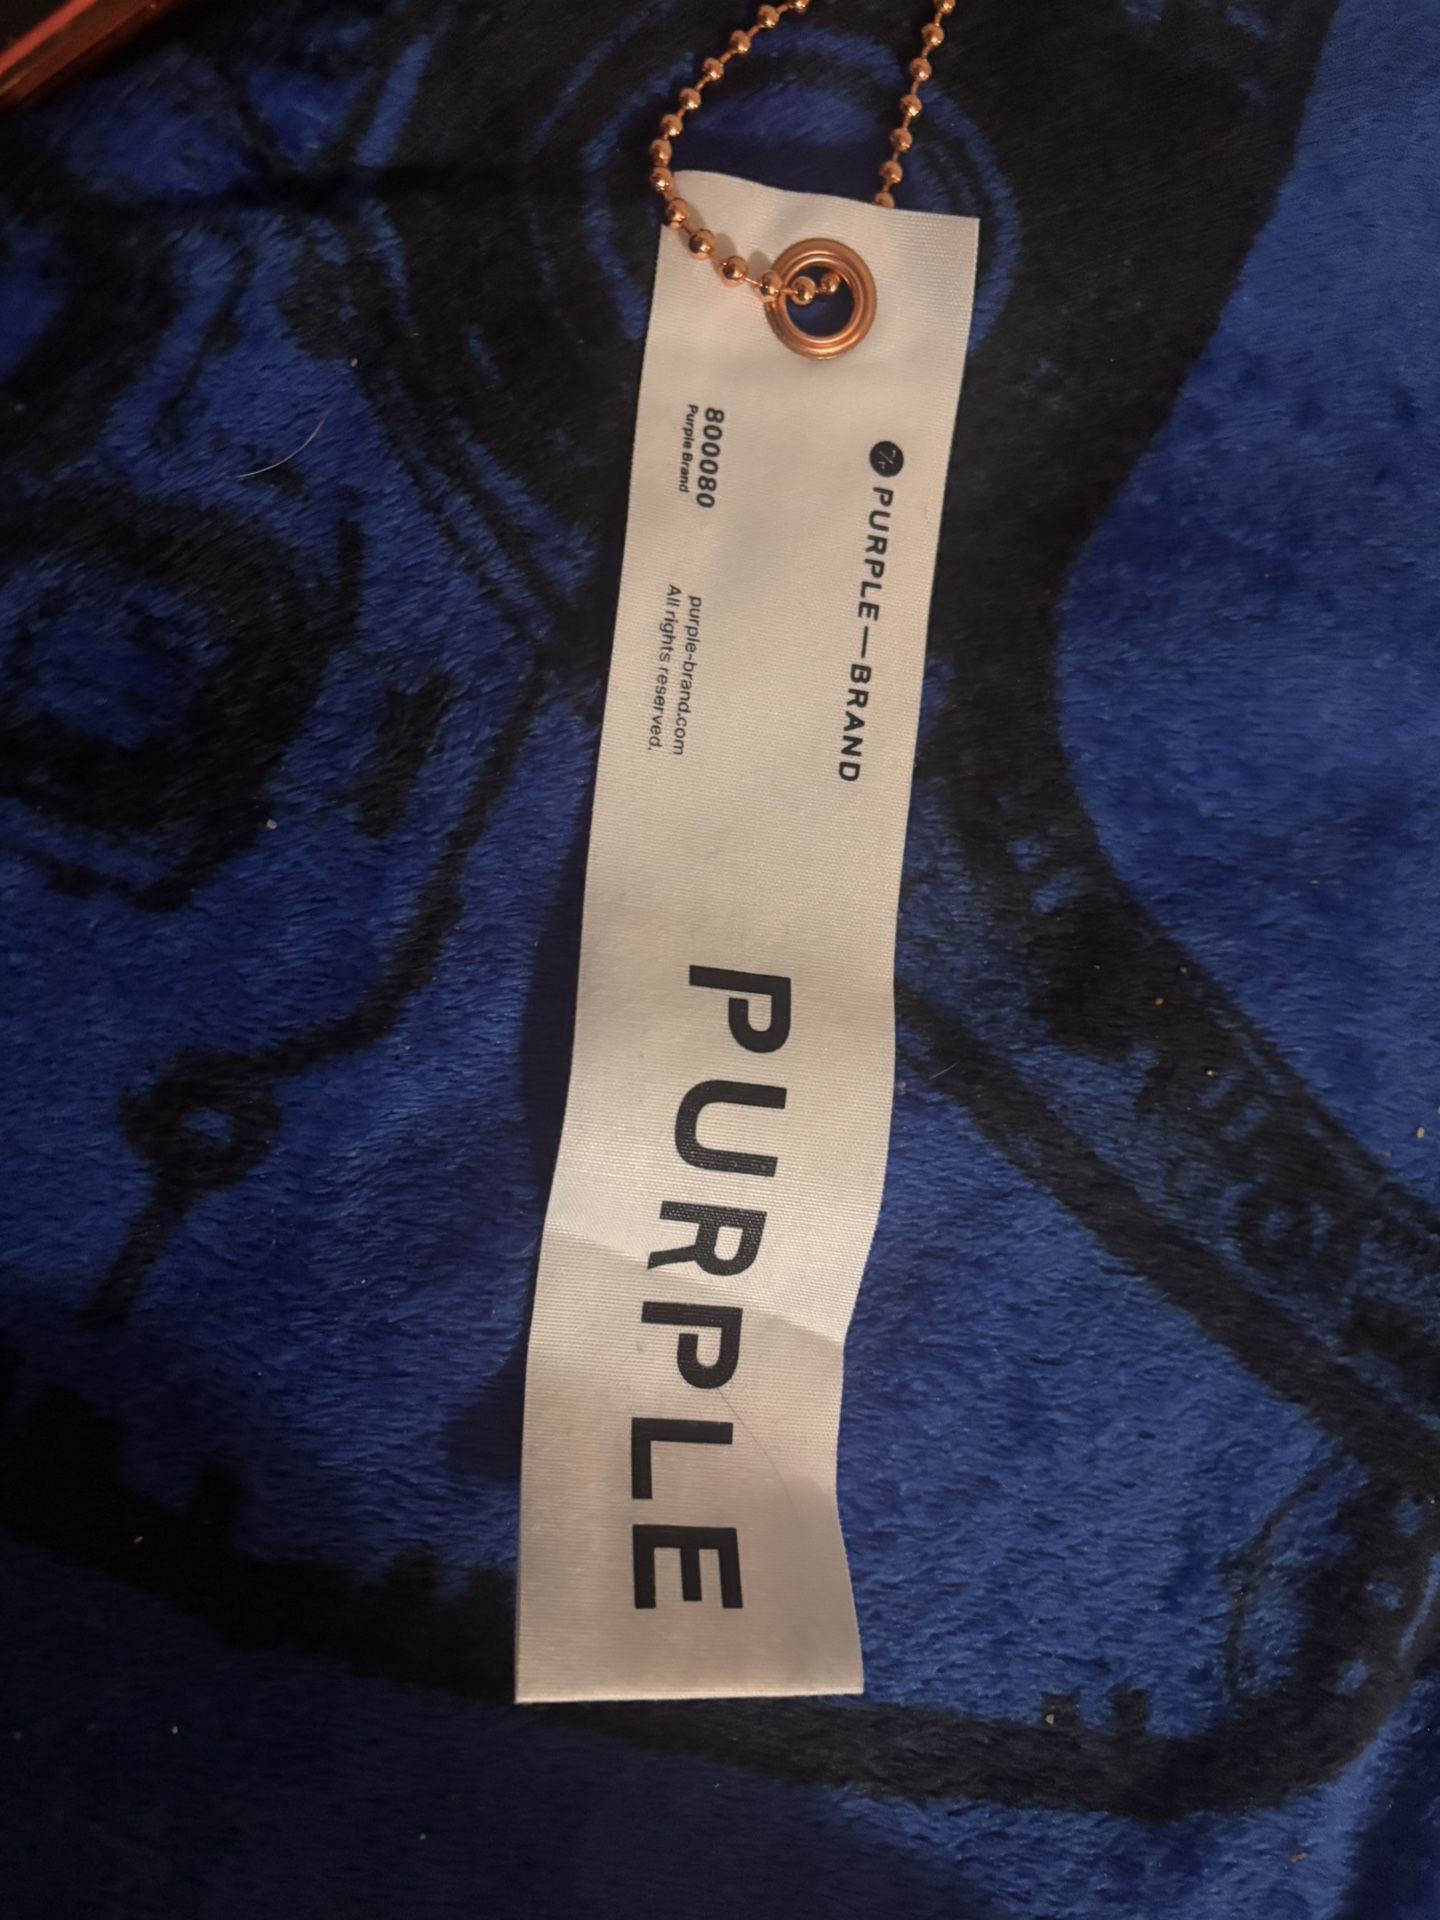 PURPLE—BRAND
800080
Purple Brand
purple-brand.com
All rights reserved.
PURPLE